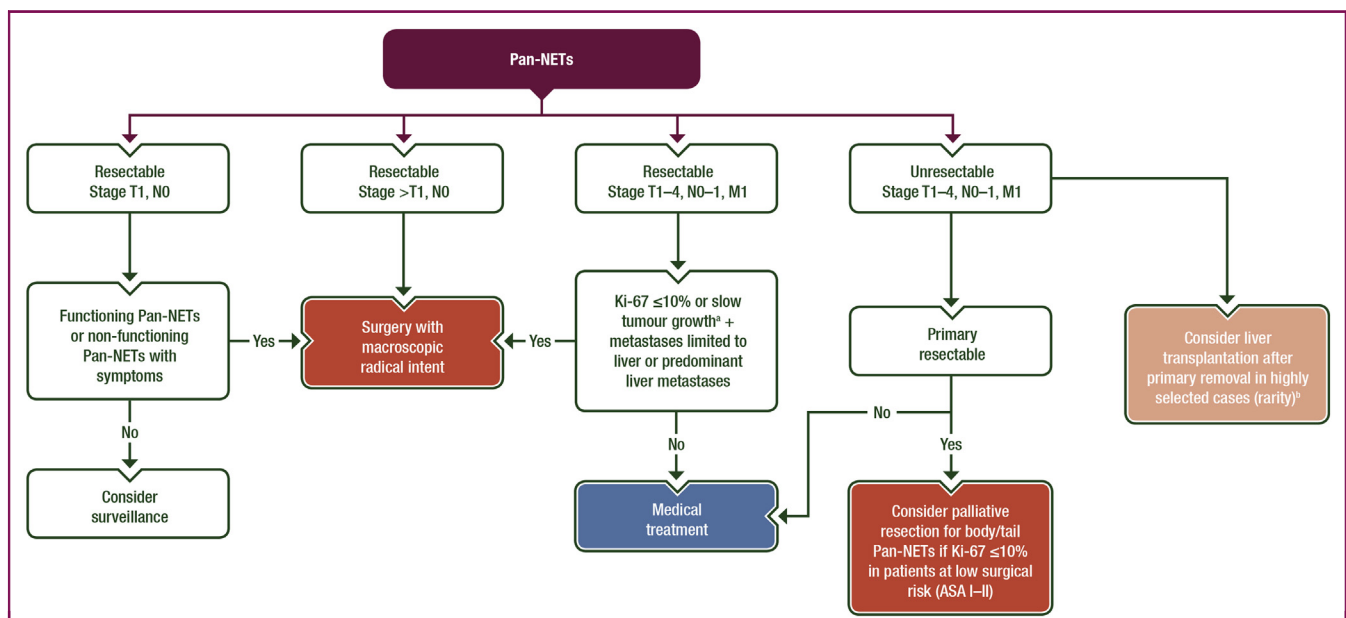 Pan-NETs
Resectable
Stage T1, N0
Resectable
Stage >T1, N0
Resectable
Stage T1–4, N0–1, M1
Unresectable
Stage T1–4, N0–1, M1
Functioning Pan-NETs
or non-functioning
Pan-NETs with
symptoms
Yes
Surgery with
macroscopic
radical intent
Yes
Ki-67 ≤10% or slow
tumour growthᵃ +
metastases limited to
liver or predominant
liver metastases
Primary
resectable
Consider liver
transplantation after
primary removal in highly
selected cases (rarity)ᵇ
No
No
No
Yes
Consider
surveillance
Medical
treatment
Consider palliative
resection for body/tail
Pan-NETs if Ki-67 ≤10%
in patients at low surgical
risk (ASA I–II)